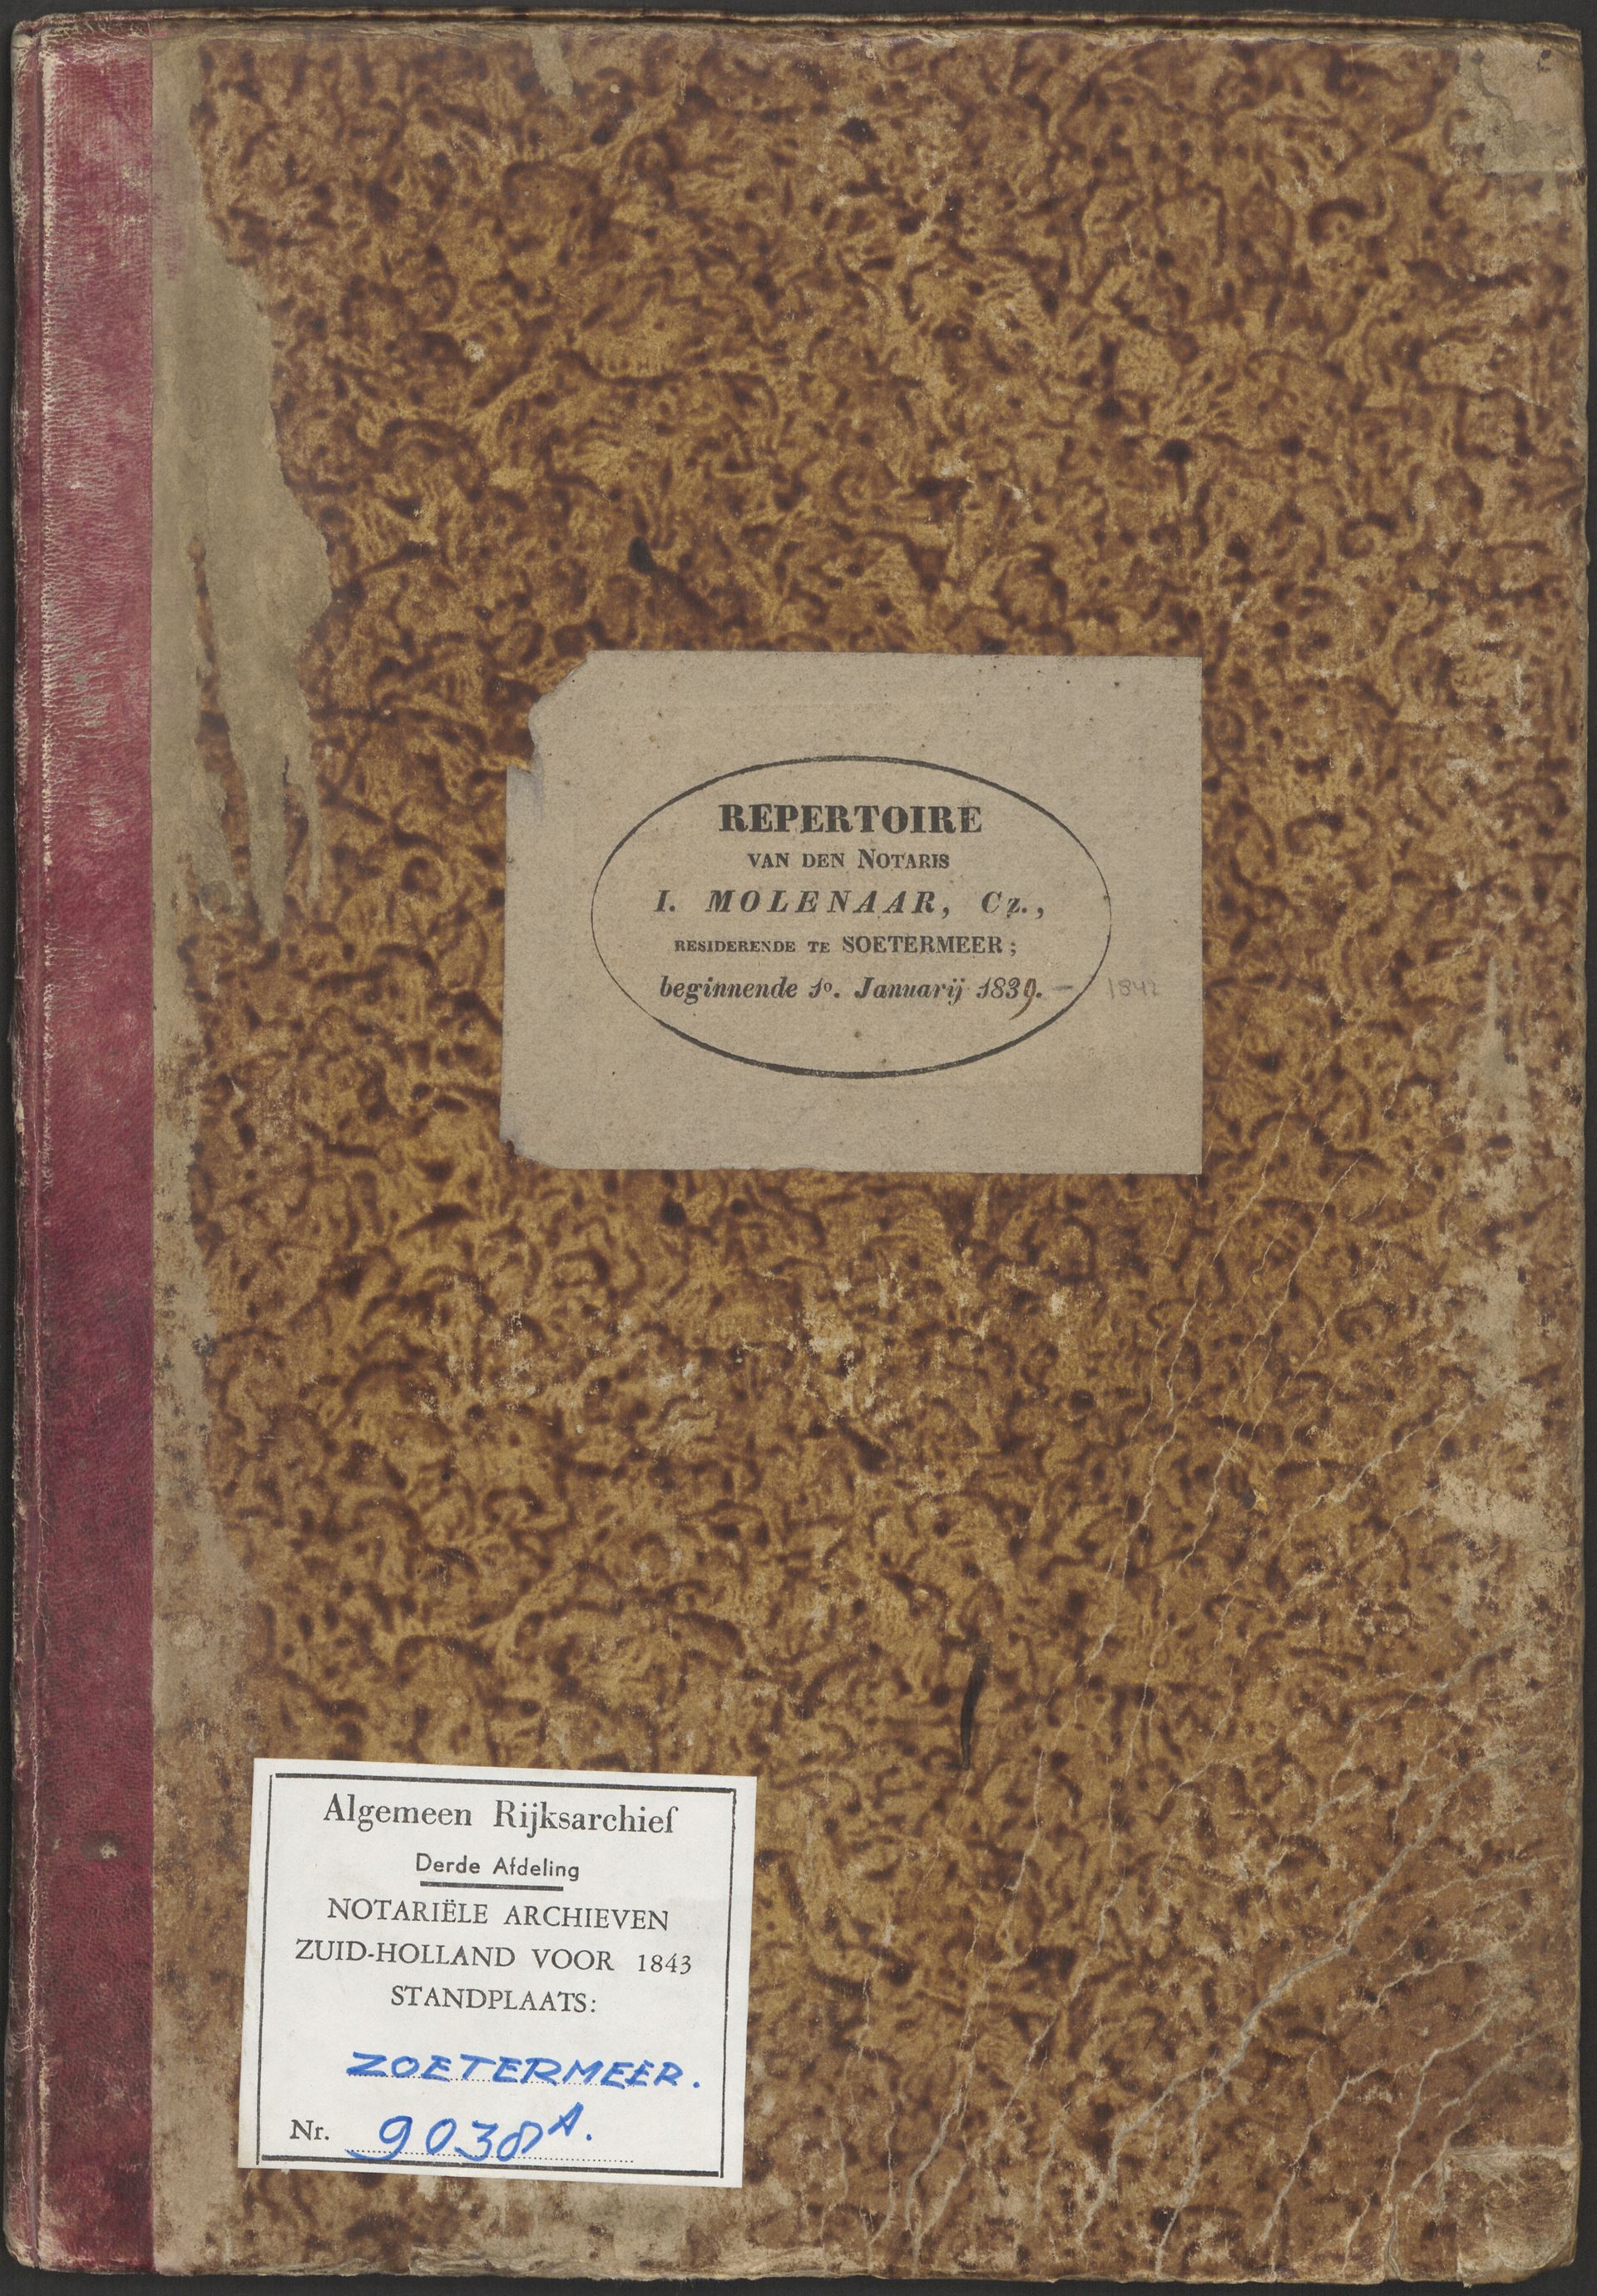 REPERTOIRE
VAN DEN NOTARIS
I. MOLENAAR, Cz.,
RESIDERENDE TE SOETERMEER;
beginnende 1o. Januarij 1839. – 1842
Algemeen Rijksarchief
Derde Afdeling
NOTARIËLE ARCHIEVEN
ZUID-HOLLAND VOOR 1843
STANDPLAATS:
ZOETERMEER.
Nr. 9038A.